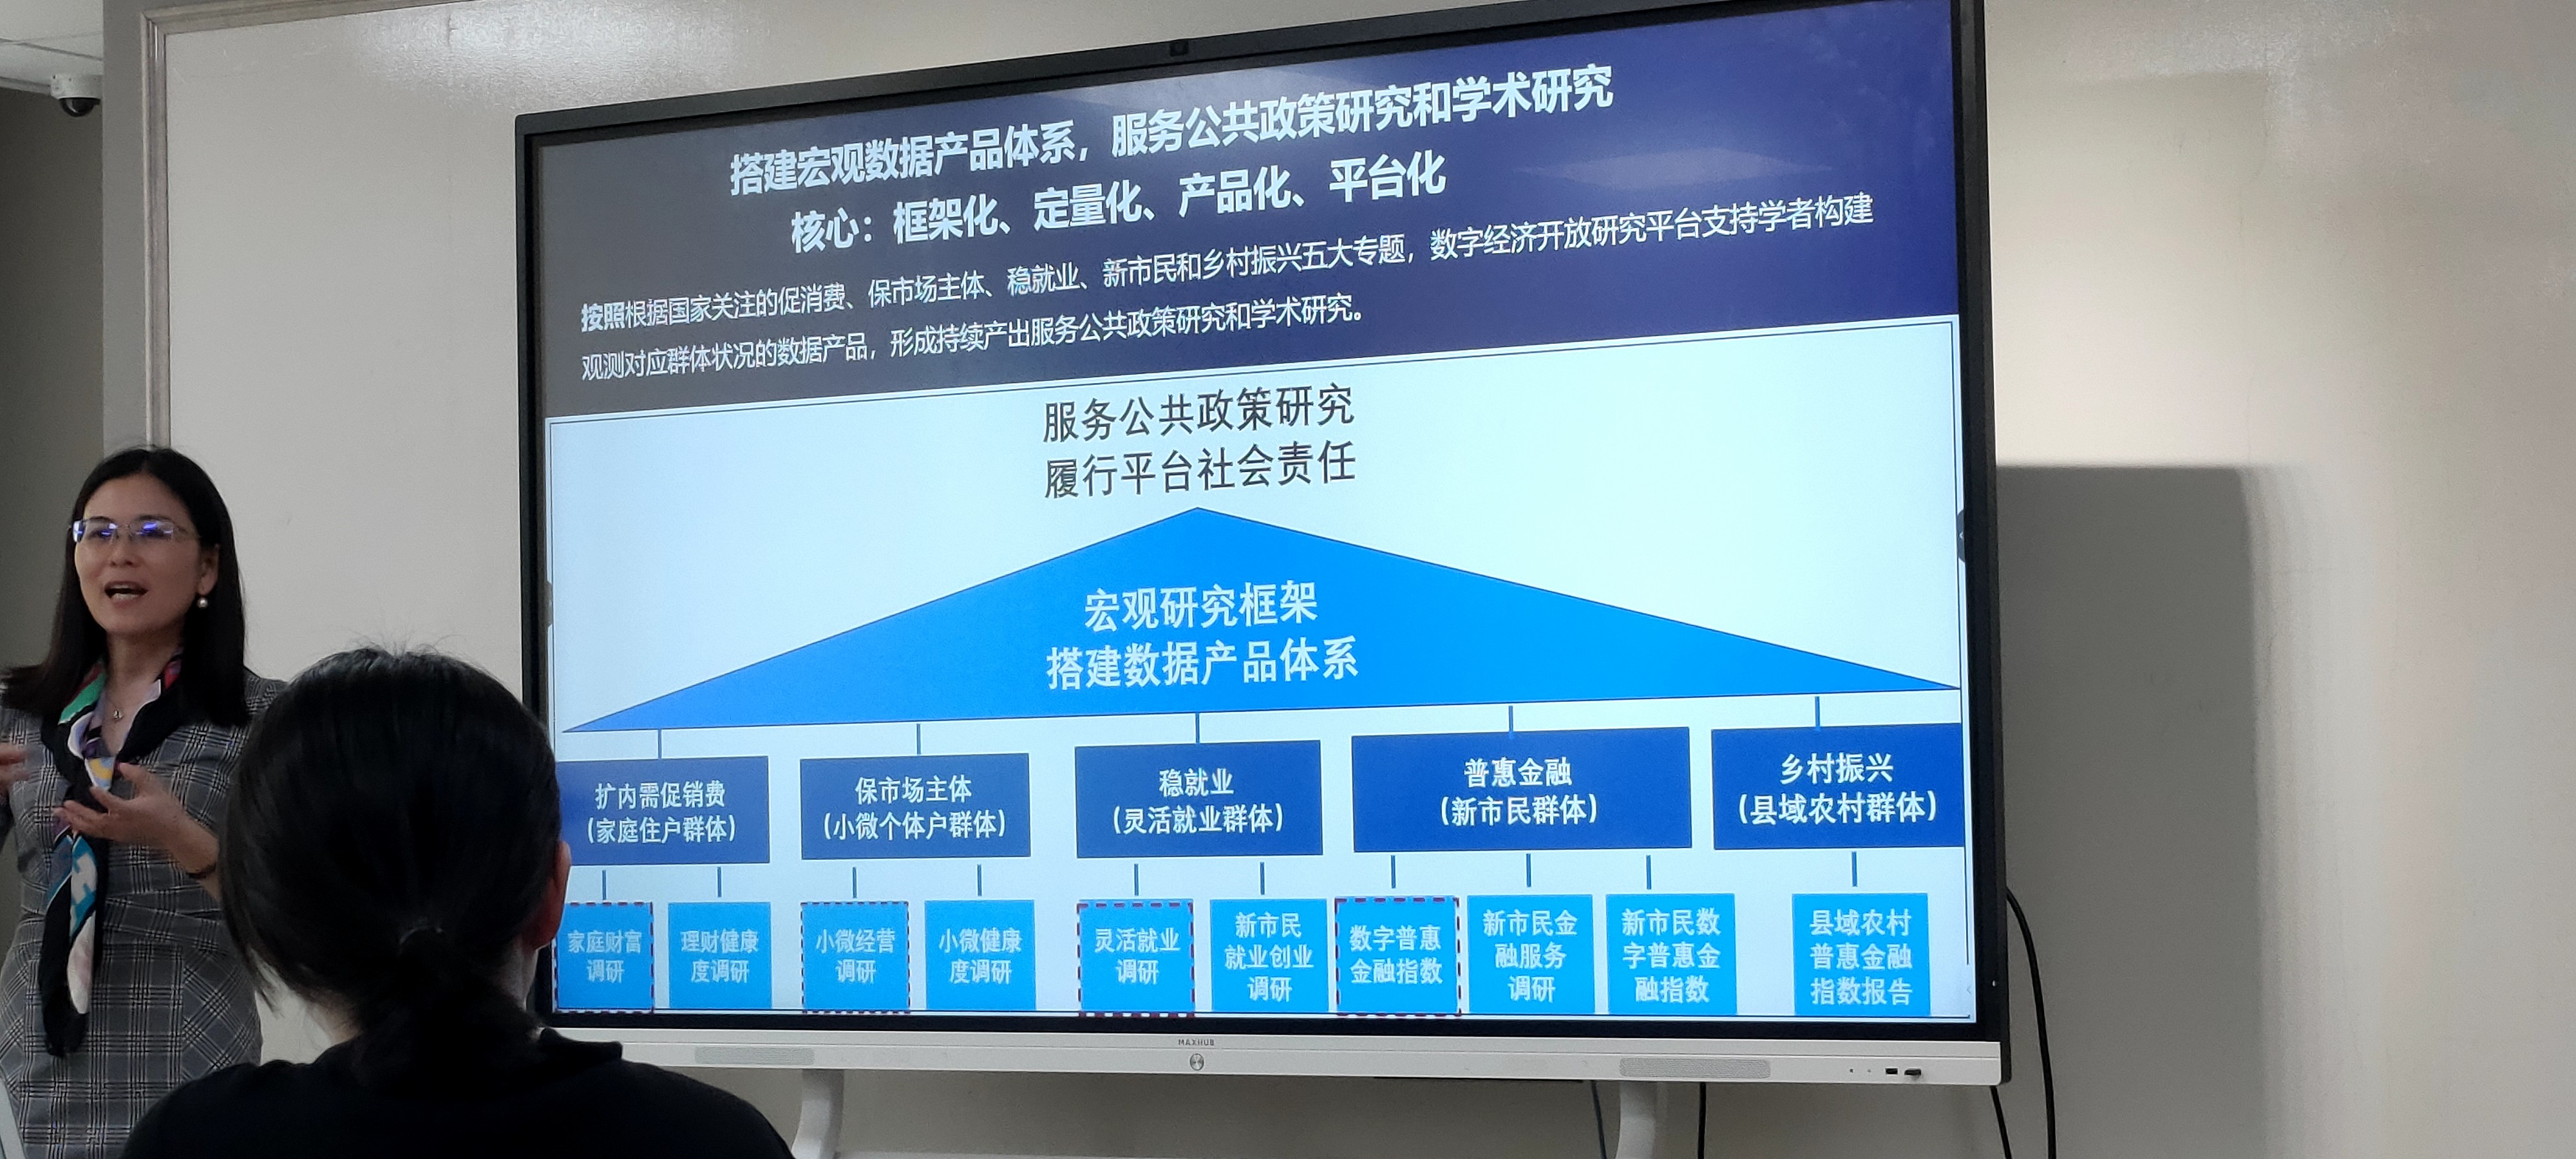 搭建宏观数据产品体系，服务公共政策研究和学术研究
核心：框架化、定量化、产品化、平台化
按照根据国家关注的促消费、保市场主体、稳就业、新市民和乡村振兴五大专题，数字经济开放研究平台支持学者构建
观测对应群体状况的数据产品，形成持续产出服务公共政策研究和学术研究。
服务公共政策研究
履行平台社会责任
宏观研究框架
搭建数据产品体系
扩内需促销费
(家庭住户群体)
保市场主体
(小微个体户群体)
稳就业
(灵活就业群体)
普惠金融
(新市民群体)
乡村振兴
(县域农村群体)
家庭财富
调研
理财健康
度调研
小微经营
调研
小微健康
度调研
灵活就业
调研
新市民
就业创业
调研
数字普惠
金融指数
新市民金
融服务
调研
新市民数
字普惠金
融指数
县域农村
普惠金融
指数报告
MAXHUB